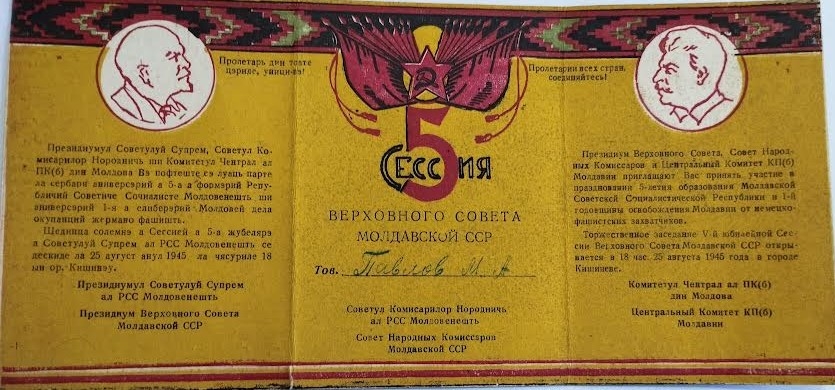 Пролетарь дин тоате
цэриле, уници-вэ!
Президиумул Советулуй Супрем, Советул Ко-
мисарилор Нородничь ши Комитетул Чентрал ал
ПК(б) дин Молдова Вэ пофтеште сэ луаць парте
ла сербаря аниверсэрий а 5-а а формэрий Репу-
бличий Советиче Сочиалисте Молдовенешть ши
аниверсэрий 1-я а слиберэрий Молдовей дела
окупаций жермано фашишть.
Шединца солемнэ а Сессией а 5-а жубелярэ
а Советулуй Супрем ал РСС Молдовенешть се
дескиде ла 25 аугуст анул 1945 ла чясуриле 18
ын ор. Кишинэу.
Президиумул Советулуй Супрем
ал РСС Молдовенешть
Президиум Верховного Совета
Молдавской ССР
5
СЕССИЯ
ВЕРХОВНОГО СОВЕТА
МОЛДАВСКОЙ ССР
Тов. Павлов М. А
Советул Комисарилор Нородничь
ал РСС Молдовенешть
Совет Народных Комиссаров
Молдавской ССР
Пролетарии всех стран,
соединяйтесь!
Президиум Верховного Совета, Совет Народ-
ных Комиссаров и Центральный Комитет КП(б)
Молдавии приглашают Вас принять участие в
праздновании 5-летия образования Молдавской
Советской Социалистической Республики и 1-й
годовщины освобождения Молдавии от немецко-
фашистских захватчиков.
Торжественное заседание V-й юбилейной Сес-
сии Верховного Совета Молдавской ССР откры-
вается в 18 час. 25 августа 1945 года в городе
Кишиневе.
Комитетул Чентрал ал ПК(б)
дин Молдова
Центральный Комитет КП(б)
Молдавии